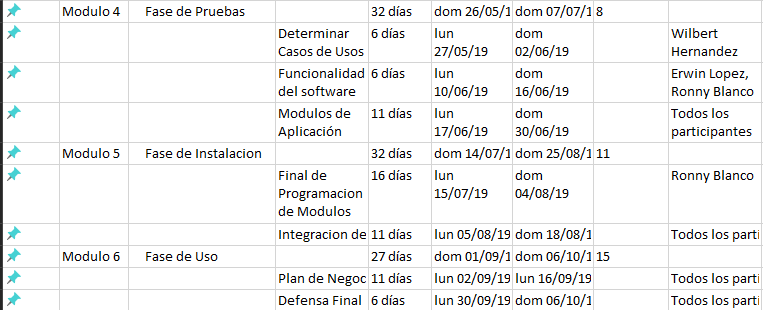 Modulo 4 Fase de Pruebas 32 días dom 26/05/1 dom 07/07/1 8
Determinar 6 días lun dom Wilbert
Casos de Usos 27/05/19 02/06/19 Hernandez
Funcionalidad 6 días lun dom Erwin Lopez,
del software 10/06/19 16/06/19 Ronny Blanco
Modulos de 11 días lun dom Todos los
Aplicación 17/06/19 30/06/19 participantes
Modulo 5 Fase de Instalacion 32 días dom 14/07/1 dom 25/08/1 11
Final de 16 días lun dom Ronny Blanco
Programacion 15/07/19 04/08/19
de Modulos
Integracion de 11 días lun 05/08/19 dom 18/08/1 Todos los parti
Modulo 6 Fase de Uso 27 días dom 01/09/1 dom 06/10/1 15
Plan de Negoc 11 días lun 02/09/19 lun 16/09/19 Todos los parti
Defensa Final 6 días lun 30/09/19 dom 06/10/1 Todos los parti